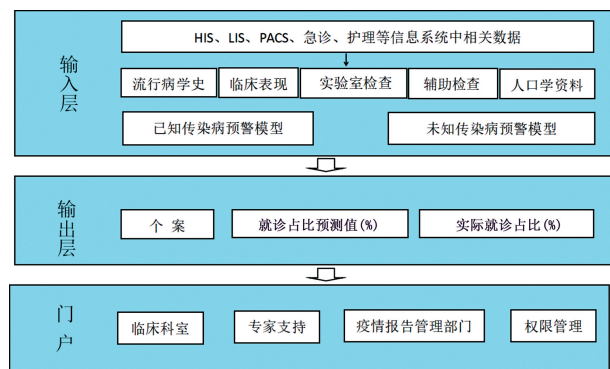 输入层
HIS、LIS、PACS、急诊、护理等信息系统中相关数据
流行病学史
临床表现
实验室检查
辅助检查
人口学资料
已知传染病预警模型
未知传染病预警模型
输出层
个 案
就诊占比预测值(%)
实际就诊占比(%)
门户
临床科室
专家支持
疫情报告管理部门
权限管理